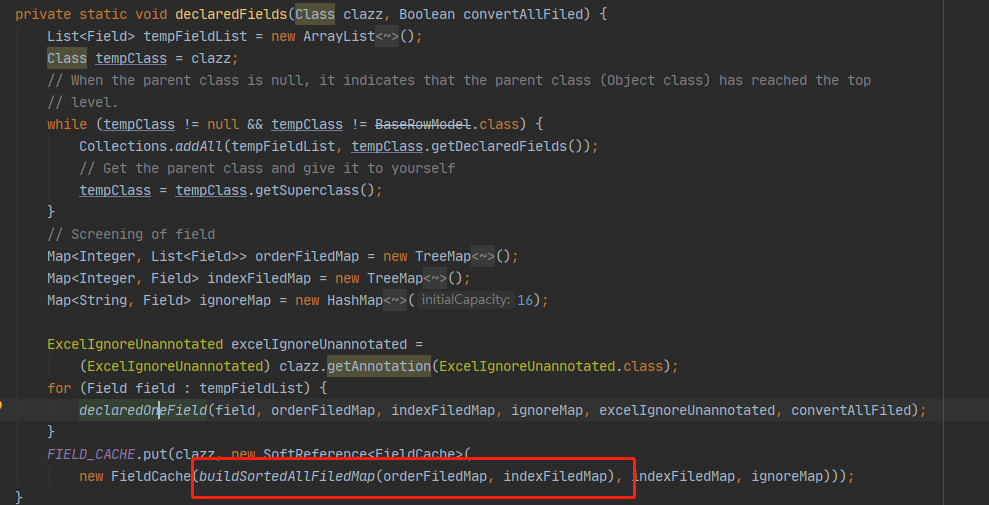 private static void declaredFields(Class clazz, Boolean convertAllFiled) {
List<Field> tempFieldList = new ArrayList<~>();
Class tempClass = clazz;
// When the parent class is null, it indicates that the parent class (Object class) has reached the top
// level.
while (tempClass != null && tempClass != BaseRowModel.class) {
Collections.addAll(tempFieldList, tempClass.getDeclaredFields());
// Get the parent class and give it to yourself
tempClass = tempClass.getSuperclass();
}
// Screening of field
Map<Integer, List<Field>> orderFiledMap = new TreeMap<~>();
Map<Integer, Field> indexFiledMap = new TreeMap<~>();
Map<String, Field> ignoreMap = new HashMap<~>( initialCapacity: 16);
ExcelIgnoreUnannotated excelIgnoreUnannotated =
(ExcelIgnoreUnannotated) clazz.getAnnotation(ExcelIgnoreUnannotated.class);
for (Field field : tempFieldList) {
declaredOneField(field, orderFiledMap, indexFiledMap, ignoreMap, excelIgnoreUnannotated, convertAllFiled);
}
FIELD_CACHE.put(clazz, new SoftReference<FieldCache>(
new FieldCache(buildSortedAllFiledMap(orderFiledMap, indexFiledMap), indexFiledMap, ignoreMap)));
}